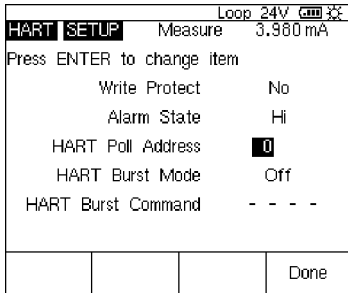 Loop 24V
HART SETUP Measure 3.980 mA
Press ENTER to change item
Write Protect No
Alarm State Hi
HART Poll Address 0
HART Burst Mode Off
HART Burst Command - - - -
Done